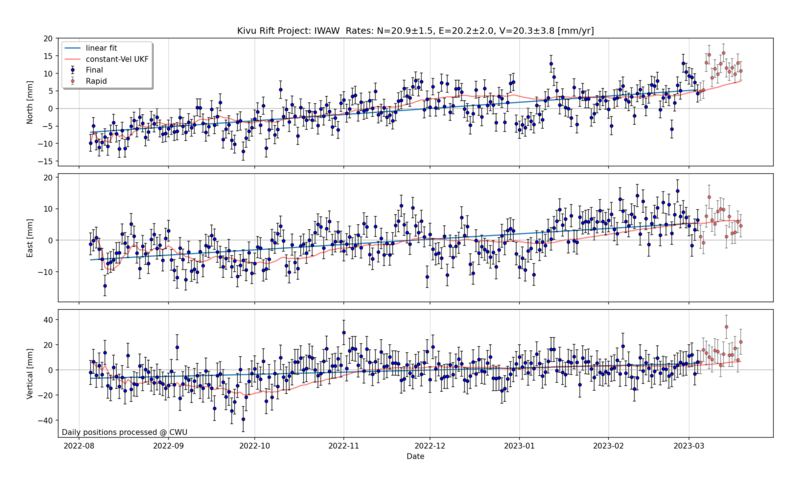 Kivu Rift Project: IWAW  Rates: N=20.9±1.5, E=20.2±2.0, V=20.3±3.8 [mm/yr]
linear fit
constant-Vel UKF
Final
Rapid
North [mm]
20
15
10
5
0
−5
−10
−15
East [mm]
20
10
0
−10
Vertical [mm]
40
20
0
−20
−40
Daily positions processed @ CWU
2022-08
2022-09
2022-10
2022-11
2022-12
2023-01
2023-02
2023-03
Date